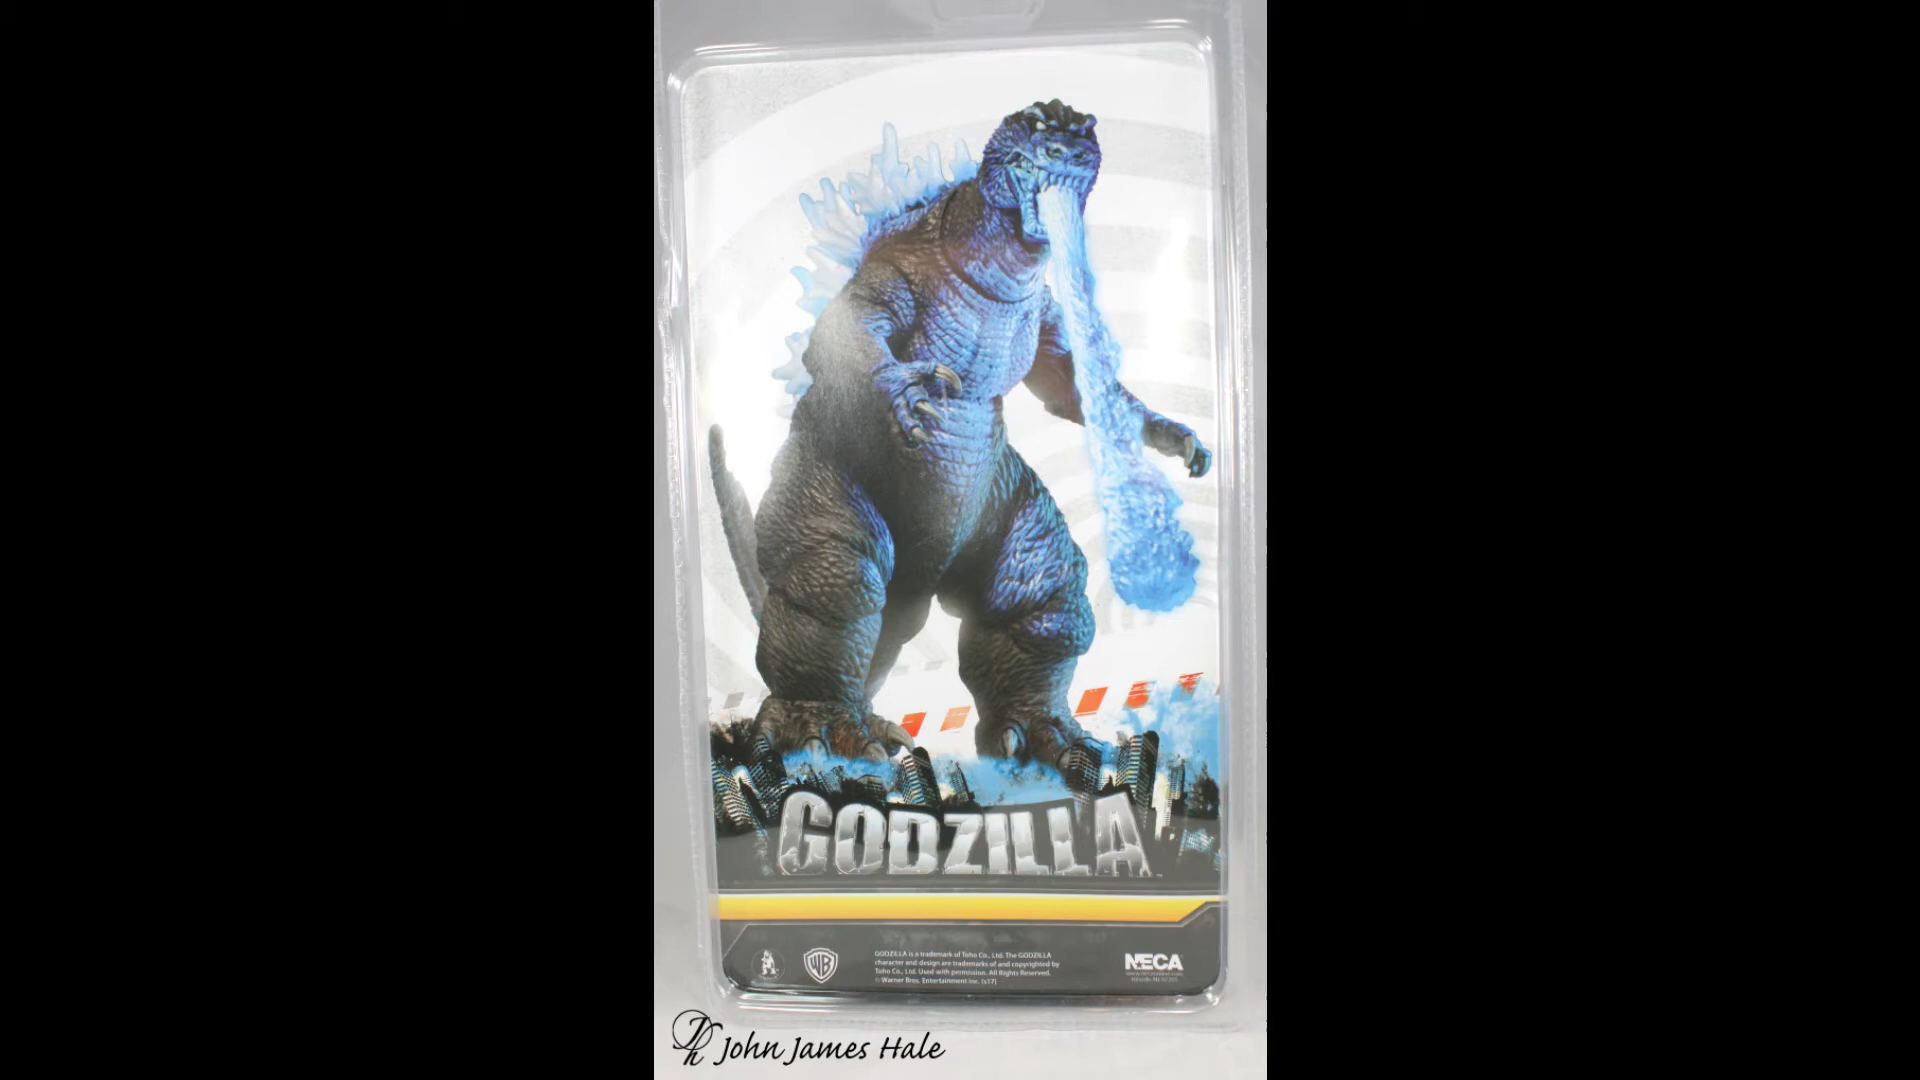 GODZILLA
WB
GODZILLA is a trademark of Toho Co., Ltd. The GODZILLA
character and design are trademarks of and copyrighted by
Toho Co., Ltd. Used with permission. All Rights Reserved.
© Warner Bros. Entertainment Inc. (s17)
NECA
John James Hale